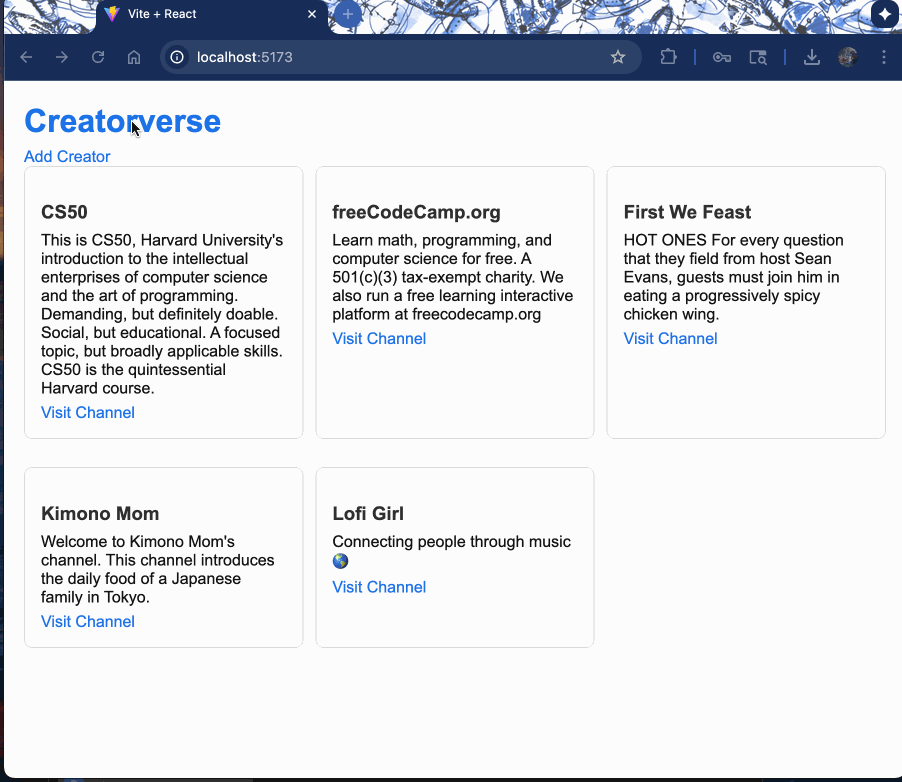 Vite + React
localhost:5173
Creatorverse
Add Creator
CS50
This is CS50, Harvard University's
introduction to the intellectual
enterprises of computer science
and the art of programming.
Demanding, but definitely doable.
Social, but educational. A focused
topic, but broadly applicable skills.
CS50 is the quintessential
Harvard course.
Visit Channel
freeCodeCamp.org
Learn math, programming, and
computer science for free. A
501(c)(3) tax-exempt charity. We
also run a free learning interactive
platform at freecodecamp.org
Visit Channel
First We Feast
HOT ONES For every question
that they field from host Sean
Evans, guests must join him in
eating a progressively spicy
chicken wing.
Visit Channel
Kimono Mom
Welcome to Kimono Mom's
channel. This channel introduces
the daily food of a Japanese
family in Tokyo.
Visit Channel
Lofi Girl
Connecting people through music
🌎
Visit Channel